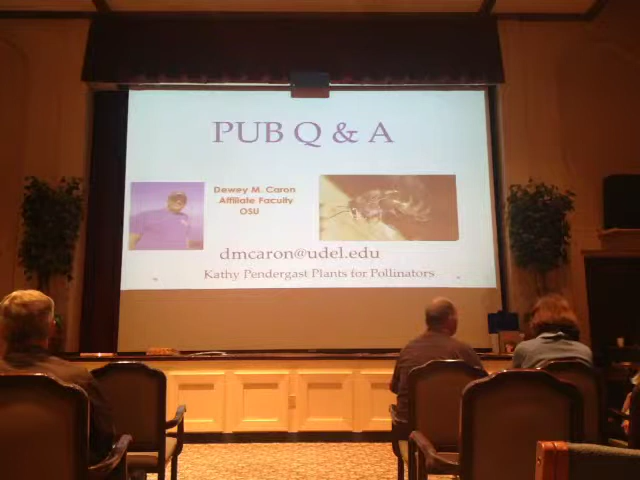 PUB Q & A
Dewey M. Caron
Affiliate Faculty
OSU
dmcaron@udel.edu
Kathy Pendergast Plants for Pollinators